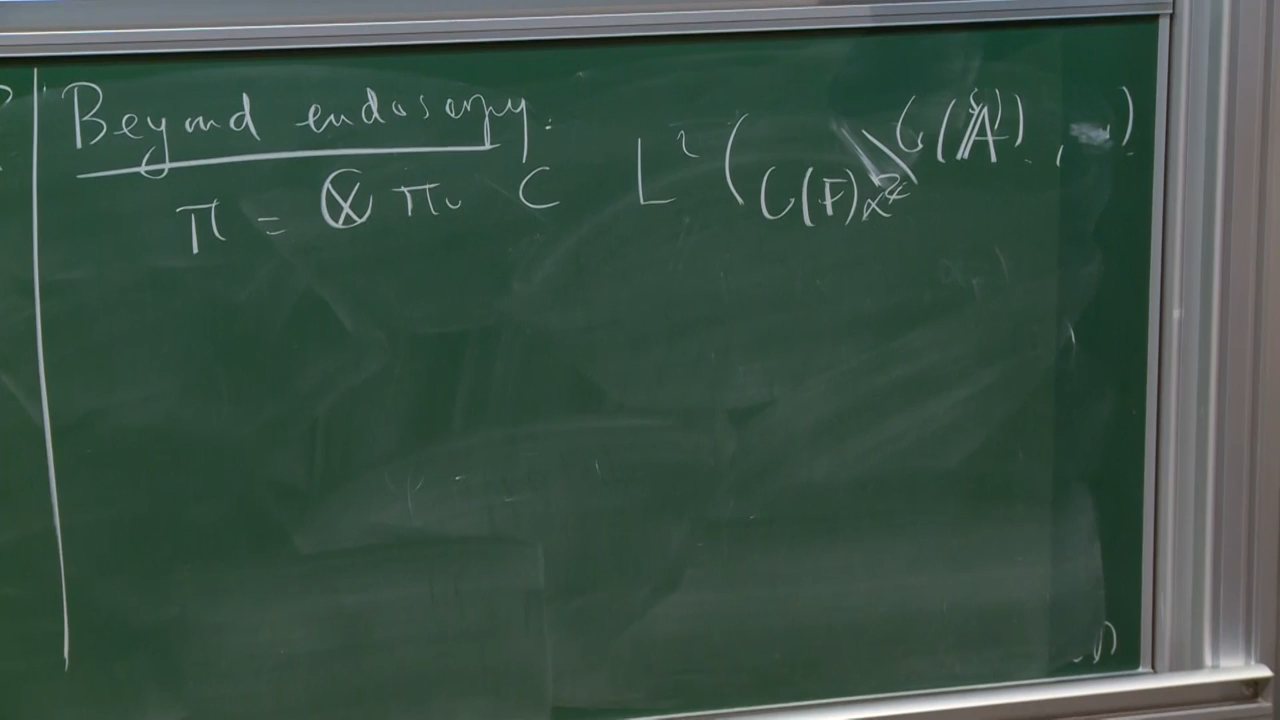 Beyond endoscopy:
π = ⊗ πv ⊂ L² ( G(F) \ G(A) , )